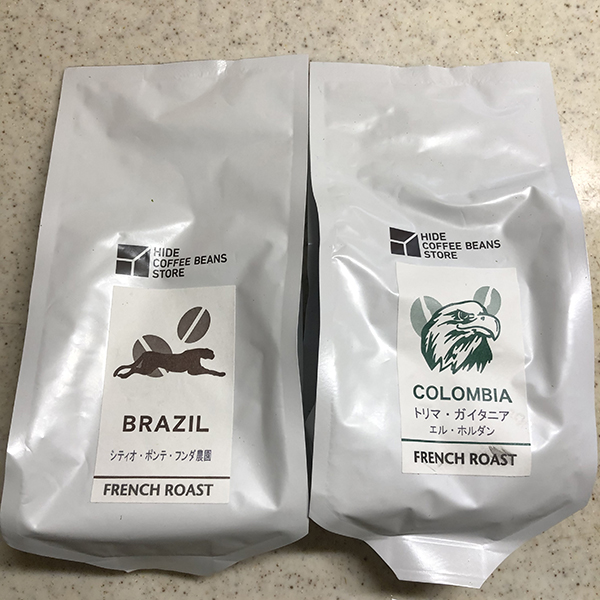 HIDE
COFFEE BEANS
STORE
BRAZIL
シティオ・ポンテ・フンダ農園
FRENCH ROAST
HIDE
COFFEE BEANS
STORE
COLOMBIA
トリマ・ガイタニア
エル・ホルダン
FRENCH ROAST